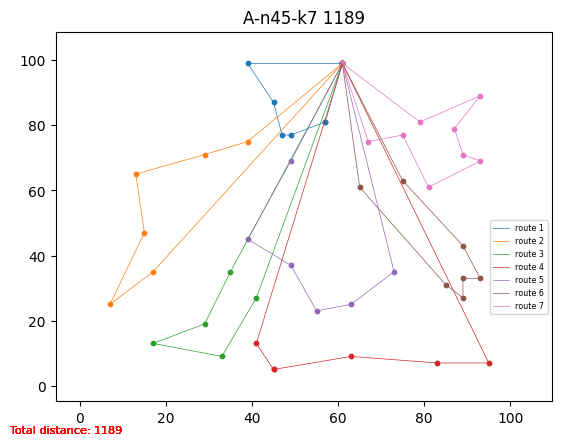 A-n45-k7 1189
100
80
60
40
20
0
0 20 40 60 80 100
route 1
route 2
route 3
route 4
route 5
route 6
route 7
Total distance: 1189